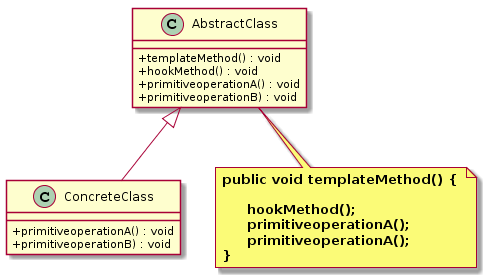 C AbstractClass
+templateMethod() : void
+hookMethod() : void
+primitiveoperationA() : void
+primitiveoperationB) : void
C ConcreteClass
+primitiveoperationA() : void
+primitiveoperationB) : void
public void templateMethod() {
hookMethod();
primitiveoperationA();
primitiveoperationA();
}